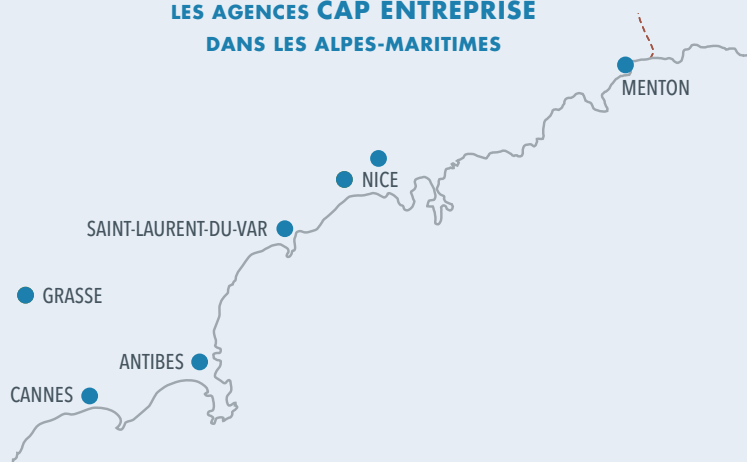 LES AGENCES CAP ENTREPRISE
DANS LES ALPES-MARITIMES
MENTON
NICE
SAINT-LAURENT-DU-VAR
GRASSE
ANTIBES
CANNES